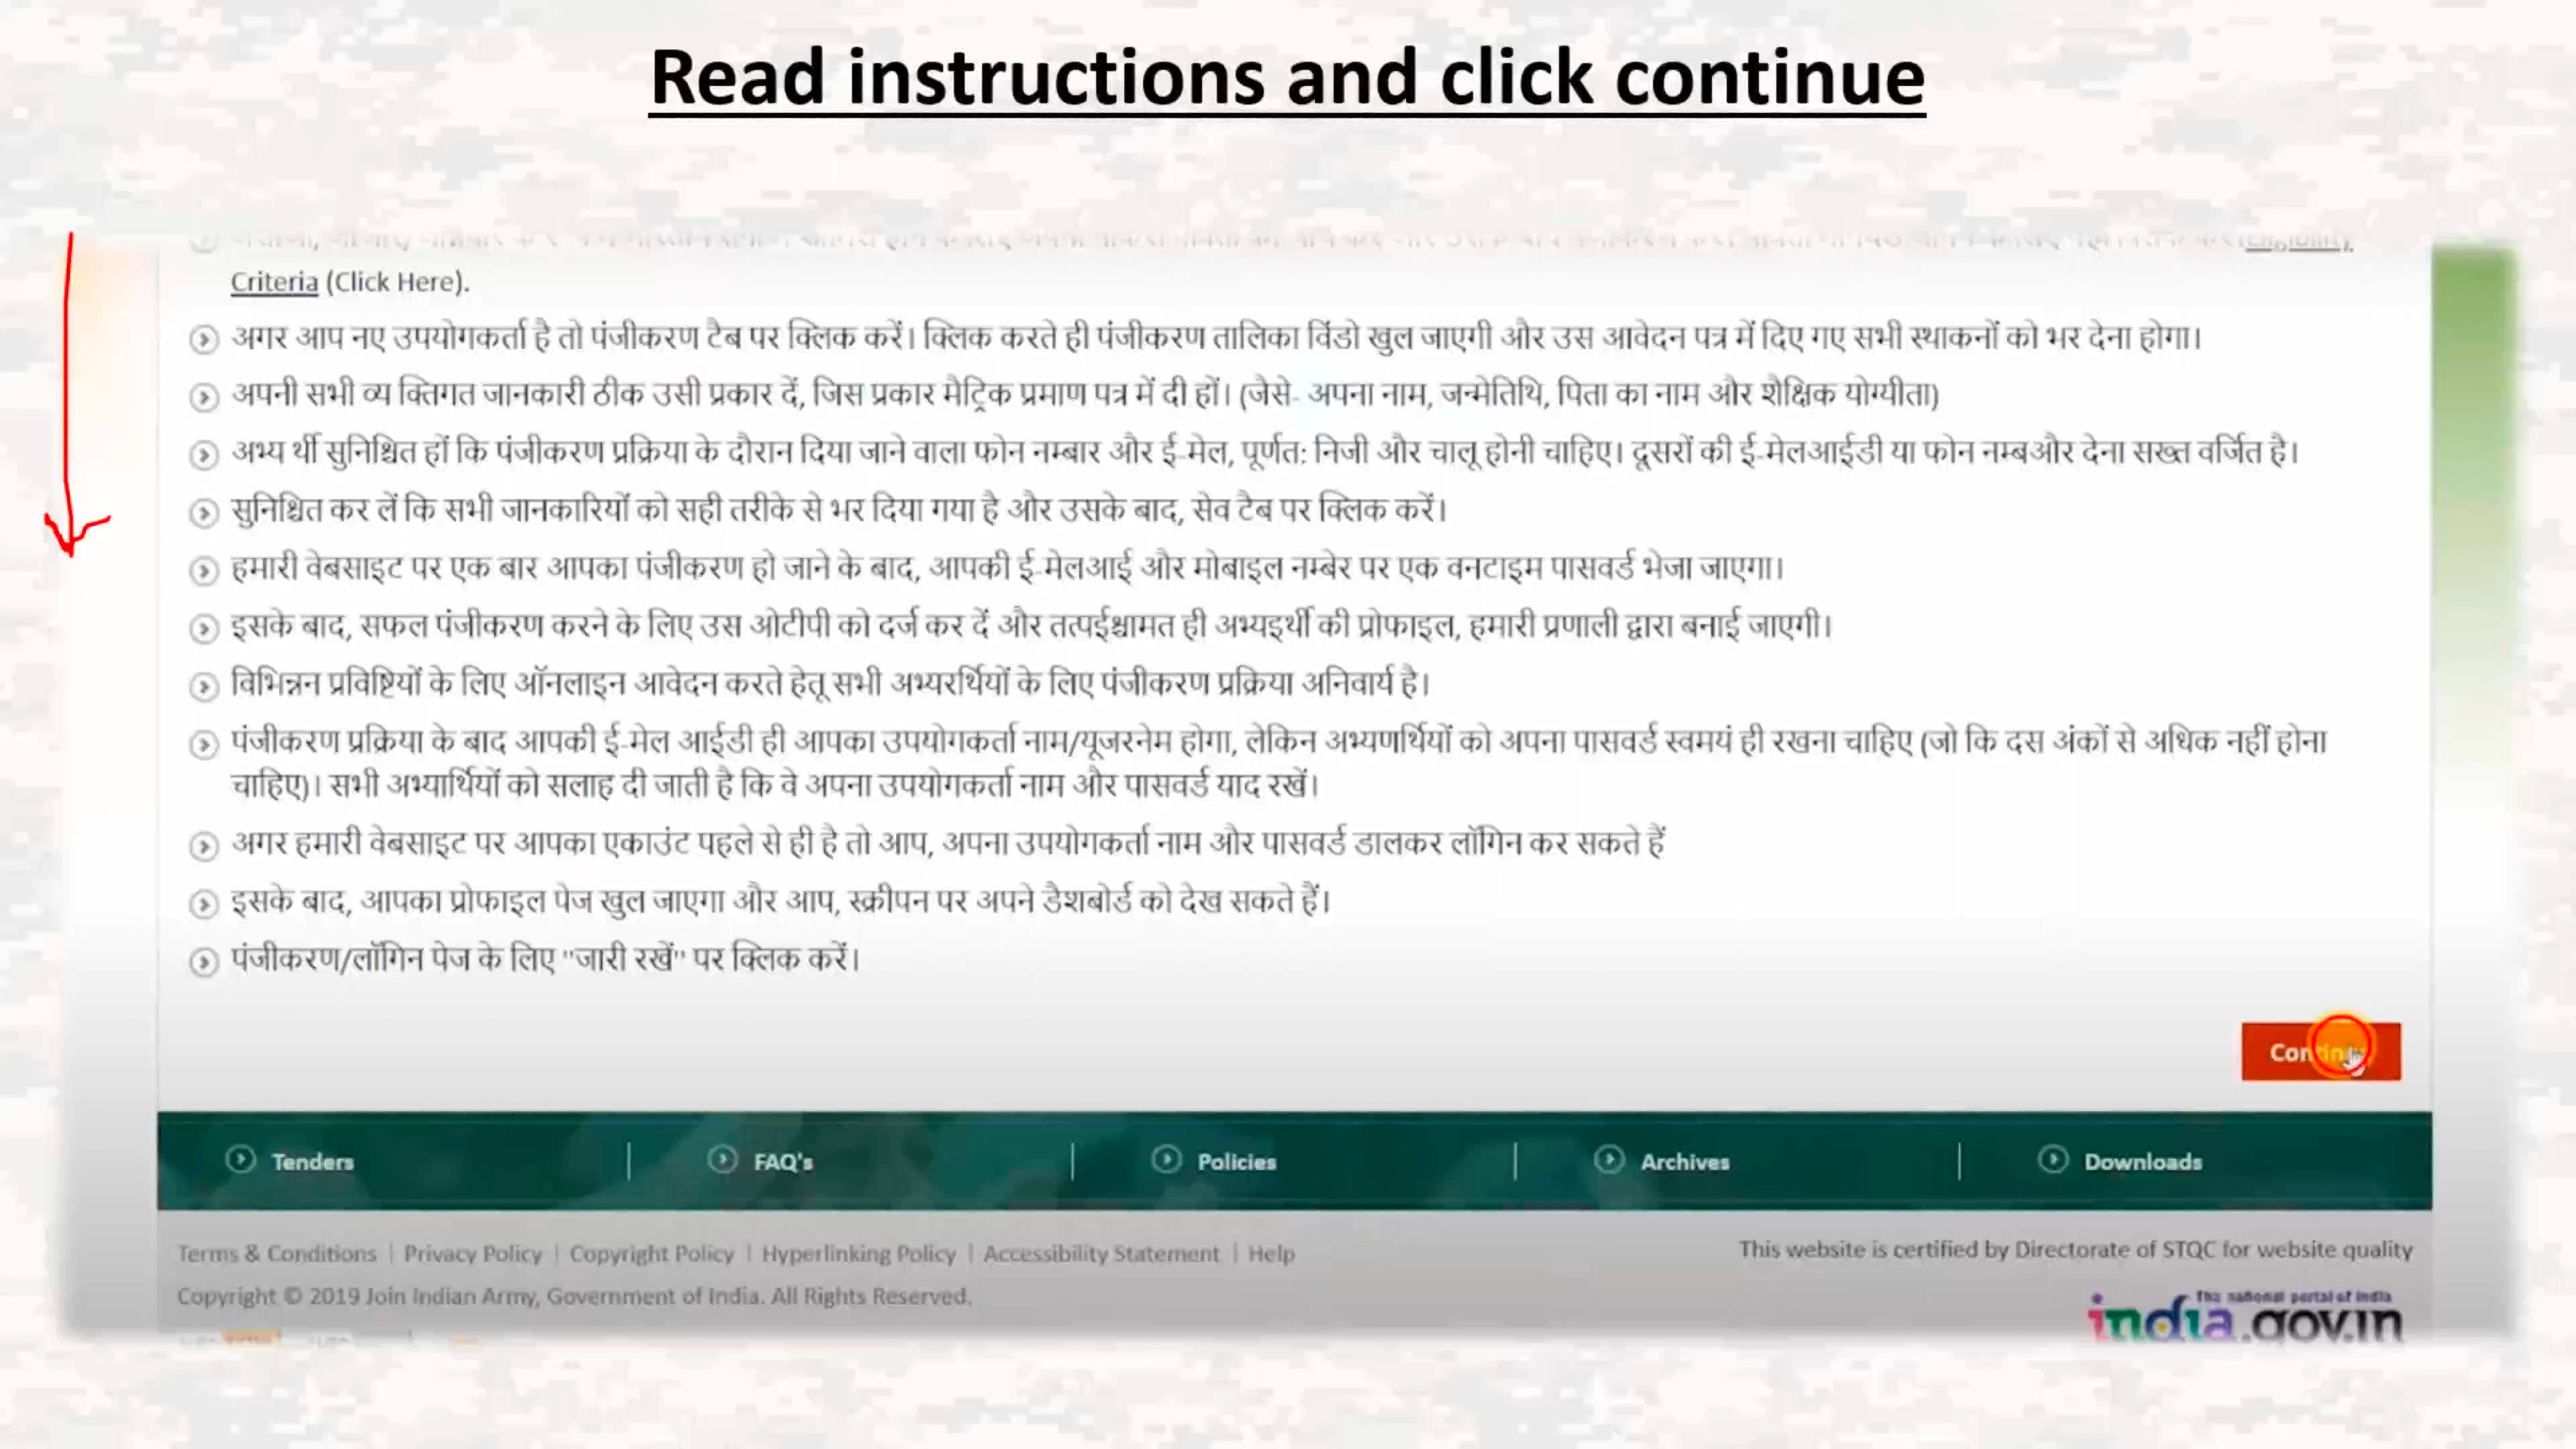 Read instructions and click continue
Criteria (Click Here).
अगर आप नए उपयोगकर्ता है तो पंजीकरण टैब पर क्लिक करें। क्लिक करते ही पंजीकरण तालिका विंडो खुल जाएगी और उस आवेदन पत्र में दिए गए सभी स्थाकनों को भर देना होगा।
अपनी सभी व्य क्तिगत जानकारी ठीक उसी प्रकार दें, जिस प्रकार मैट्रिक प्रमाण पत्र में दी हों। (जेसे- अपना नाम, जन्मेतिथि, पिता का नाम और शैक्षिक योग्यीता)
अभ्य र्थी सुनिश्चित हों कि पंजीकरण प्रक्रिया के दौरान दिया जाने वाला फोन नम्बार और ई-मेल, पूर्णत: निजी और चालू होनी चाहिए। दूसरों की ई-मेलआईडी या फोन नम्बऔर देना सख्त वर्जित है।
सुनिश्चित कर लें कि सभी जानकारियों को सही तरीके से भर दिया गया है और उसके बाद, सेव टैब पर क्लिक करें।
हमारी वेबसाइट पर एक बार आपका पंजीकरण हो जाने के बाद, आपकी ई-मेलआई और मोबाइल नम्बेर पर एक वनटाइम पासवर्ड भेजा जाएगा।
इसके बाद, सफल पंजीकरण करने के लिए उस ओटीपी को दर्ज कर दें और तत्पईश्चामत ही अभ्यइर्थी की प्रोफाइल, हमारी प्रणाली द्वारा बनाई जाएगी।
विभिन्नन प्रविष्टियों के लिए ऑनलाइन आवेदन करते हेतू सभी अभ्यरर्थियों के लिए पंजीकरण प्रक्रिया अनिवार्य है।
पंजीकरण प्रक्रिया के बाद आपकी ई-मेल आईडी ही आपका उपयोगकर्ता नाम/यूजरनेम होगा, लेकिन अभ्यणर्थियों को अपना पासवर्ड स्वमयं ही रखना चाहिए (जो कि दस अंकों से अधिक नहीं होना
चाहिए)। सभी अभ्यार्थियों को सलाह दी जाती है कि वे अपना उपयोगकर्ता नाम और पासवर्ड याद रखें।
अगर हमारी वेबसाइट पर आपका एकाउंट पहले से ही है तो आप, अपना उपयोगकर्ता नाम और पासवर्ड डालकर लॉगिन कर सकते हैं
इसके बाद, आपका प्रोफाइल पेज खुल जाएगा और आप, स्क्रीपन पर अपने डैशबोर्ड को देख सकते हैं।
पंजीकरण/लॉगिन पेज के लिए "जारी रखें" पर क्लिक करें।
Tenders | FAQ's | Policies | Archives | Downloads
Terms & Conditions | Privacy Policy | Copyright Policy | Hyperlinking Policy | Accessibility Statement | Help
This website is certified by Directorate of STQC for website quality
Copyright © 2019 Join Indian Army, Government of India. All Rights Reserved.
The national portal of India
india.gov.in